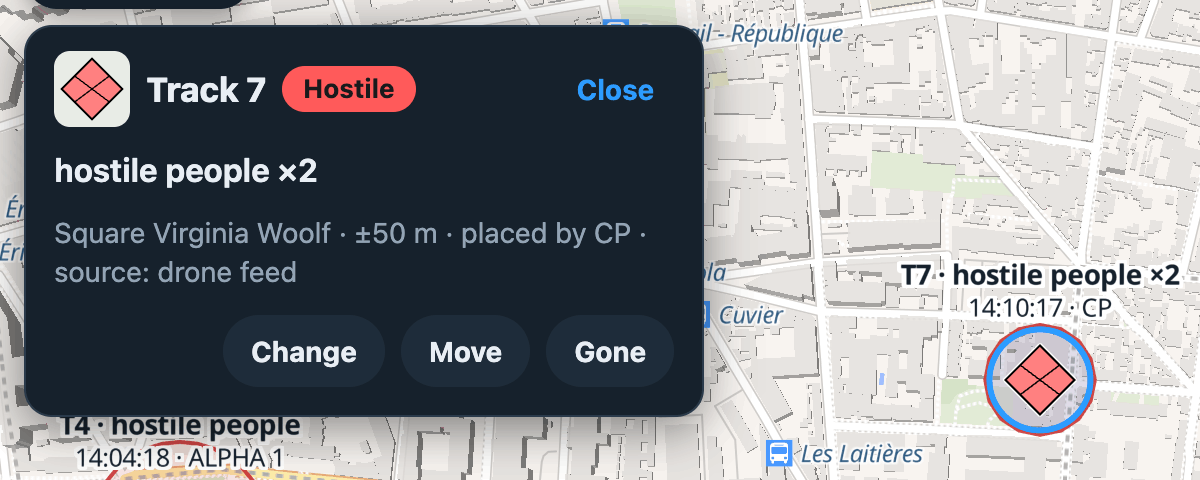 Track 7
Hostile
Close
hostile people ×2
Square Virginia Woolf · ±50 m · placed by CP ·
source: drone feed
Change
Move
Gone
République
T7 · hostile people ×2
14:10:17 · CP
Cuvier
Les Laitières
T4 · hostile people
14:04:18 · ALPHA 1